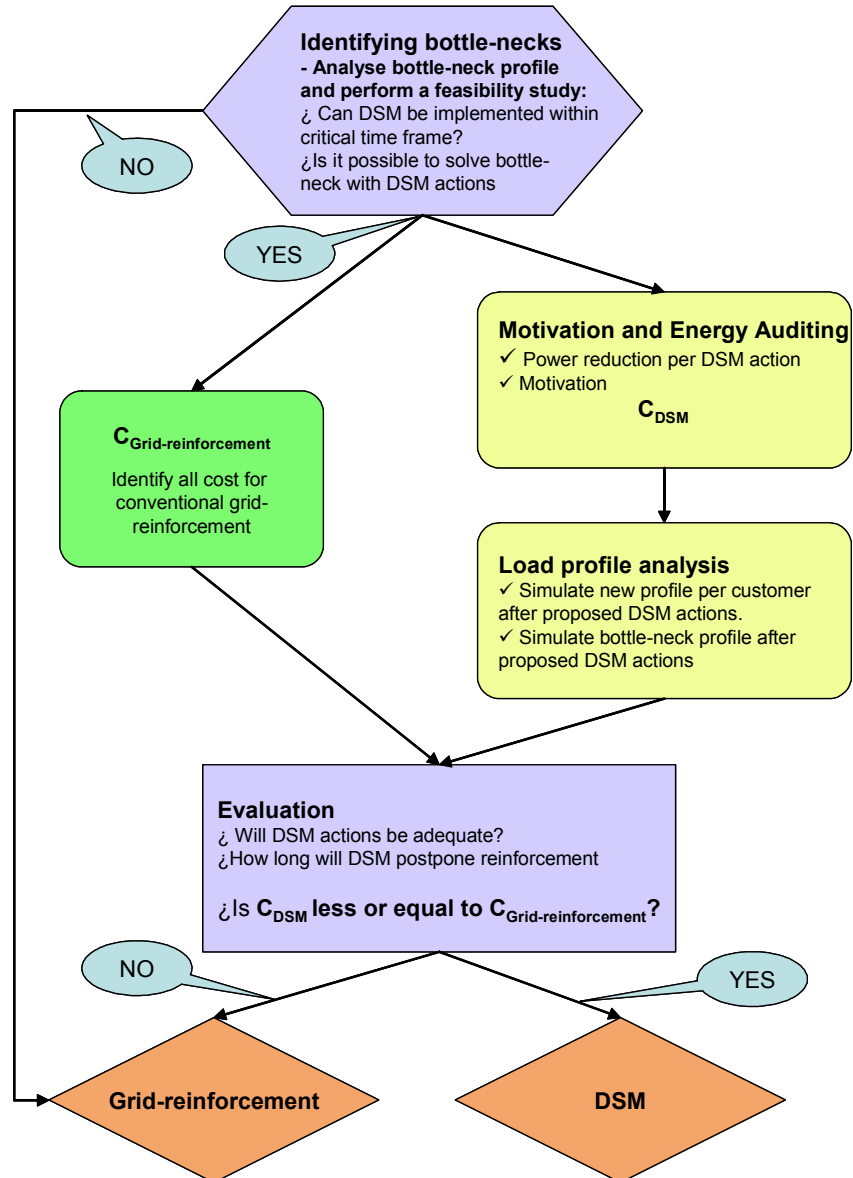 Identifying bottle-necks
- Analyse bottle-neck profile
and perform a feasibility study:
¿ Can DSM be implemented within
critical time frame?
¿Is it possible to solve bottle-
neck with DSM actions
NO
YES
Motivation and Energy Auditing
✓ Power reduction per DSM action
✓ Motivation
C_DSM
C_Grid-reinforcement
Identify all cost for
conventional grid-
reinforcement
Load profile analysis
✓ Simulate new profile per customer
after proposed DSM actions.
✓ Simulate bottle-neck profile after
proposed DSM actions
Evaluation
¿ Will DSM actions be adequate?
¿How long will DSM postpone reinforcement
¿Is C_DSM less or equal to C_Grid-reinforcement?
NO
YES
Grid-reinforcement
DSM